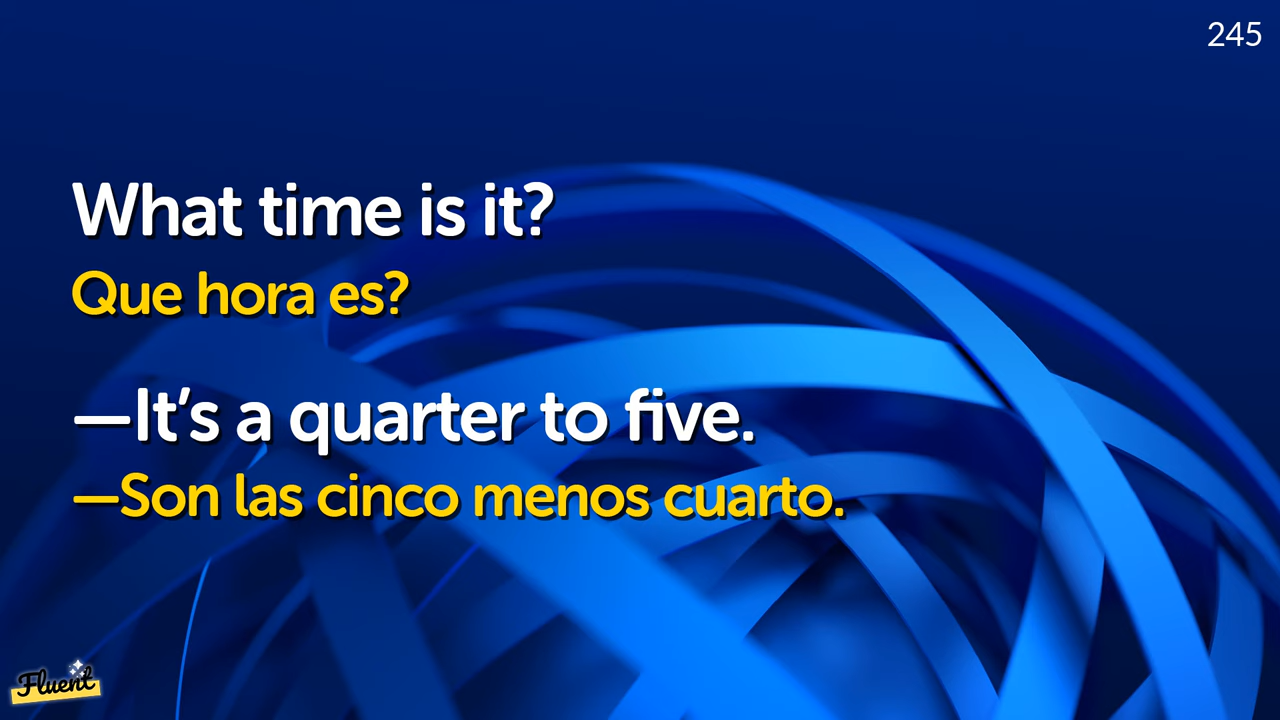 245
What time is it?
Que hora es?
—It's a quarter to five.
—Son las cinco menos cuarto.
Fluent